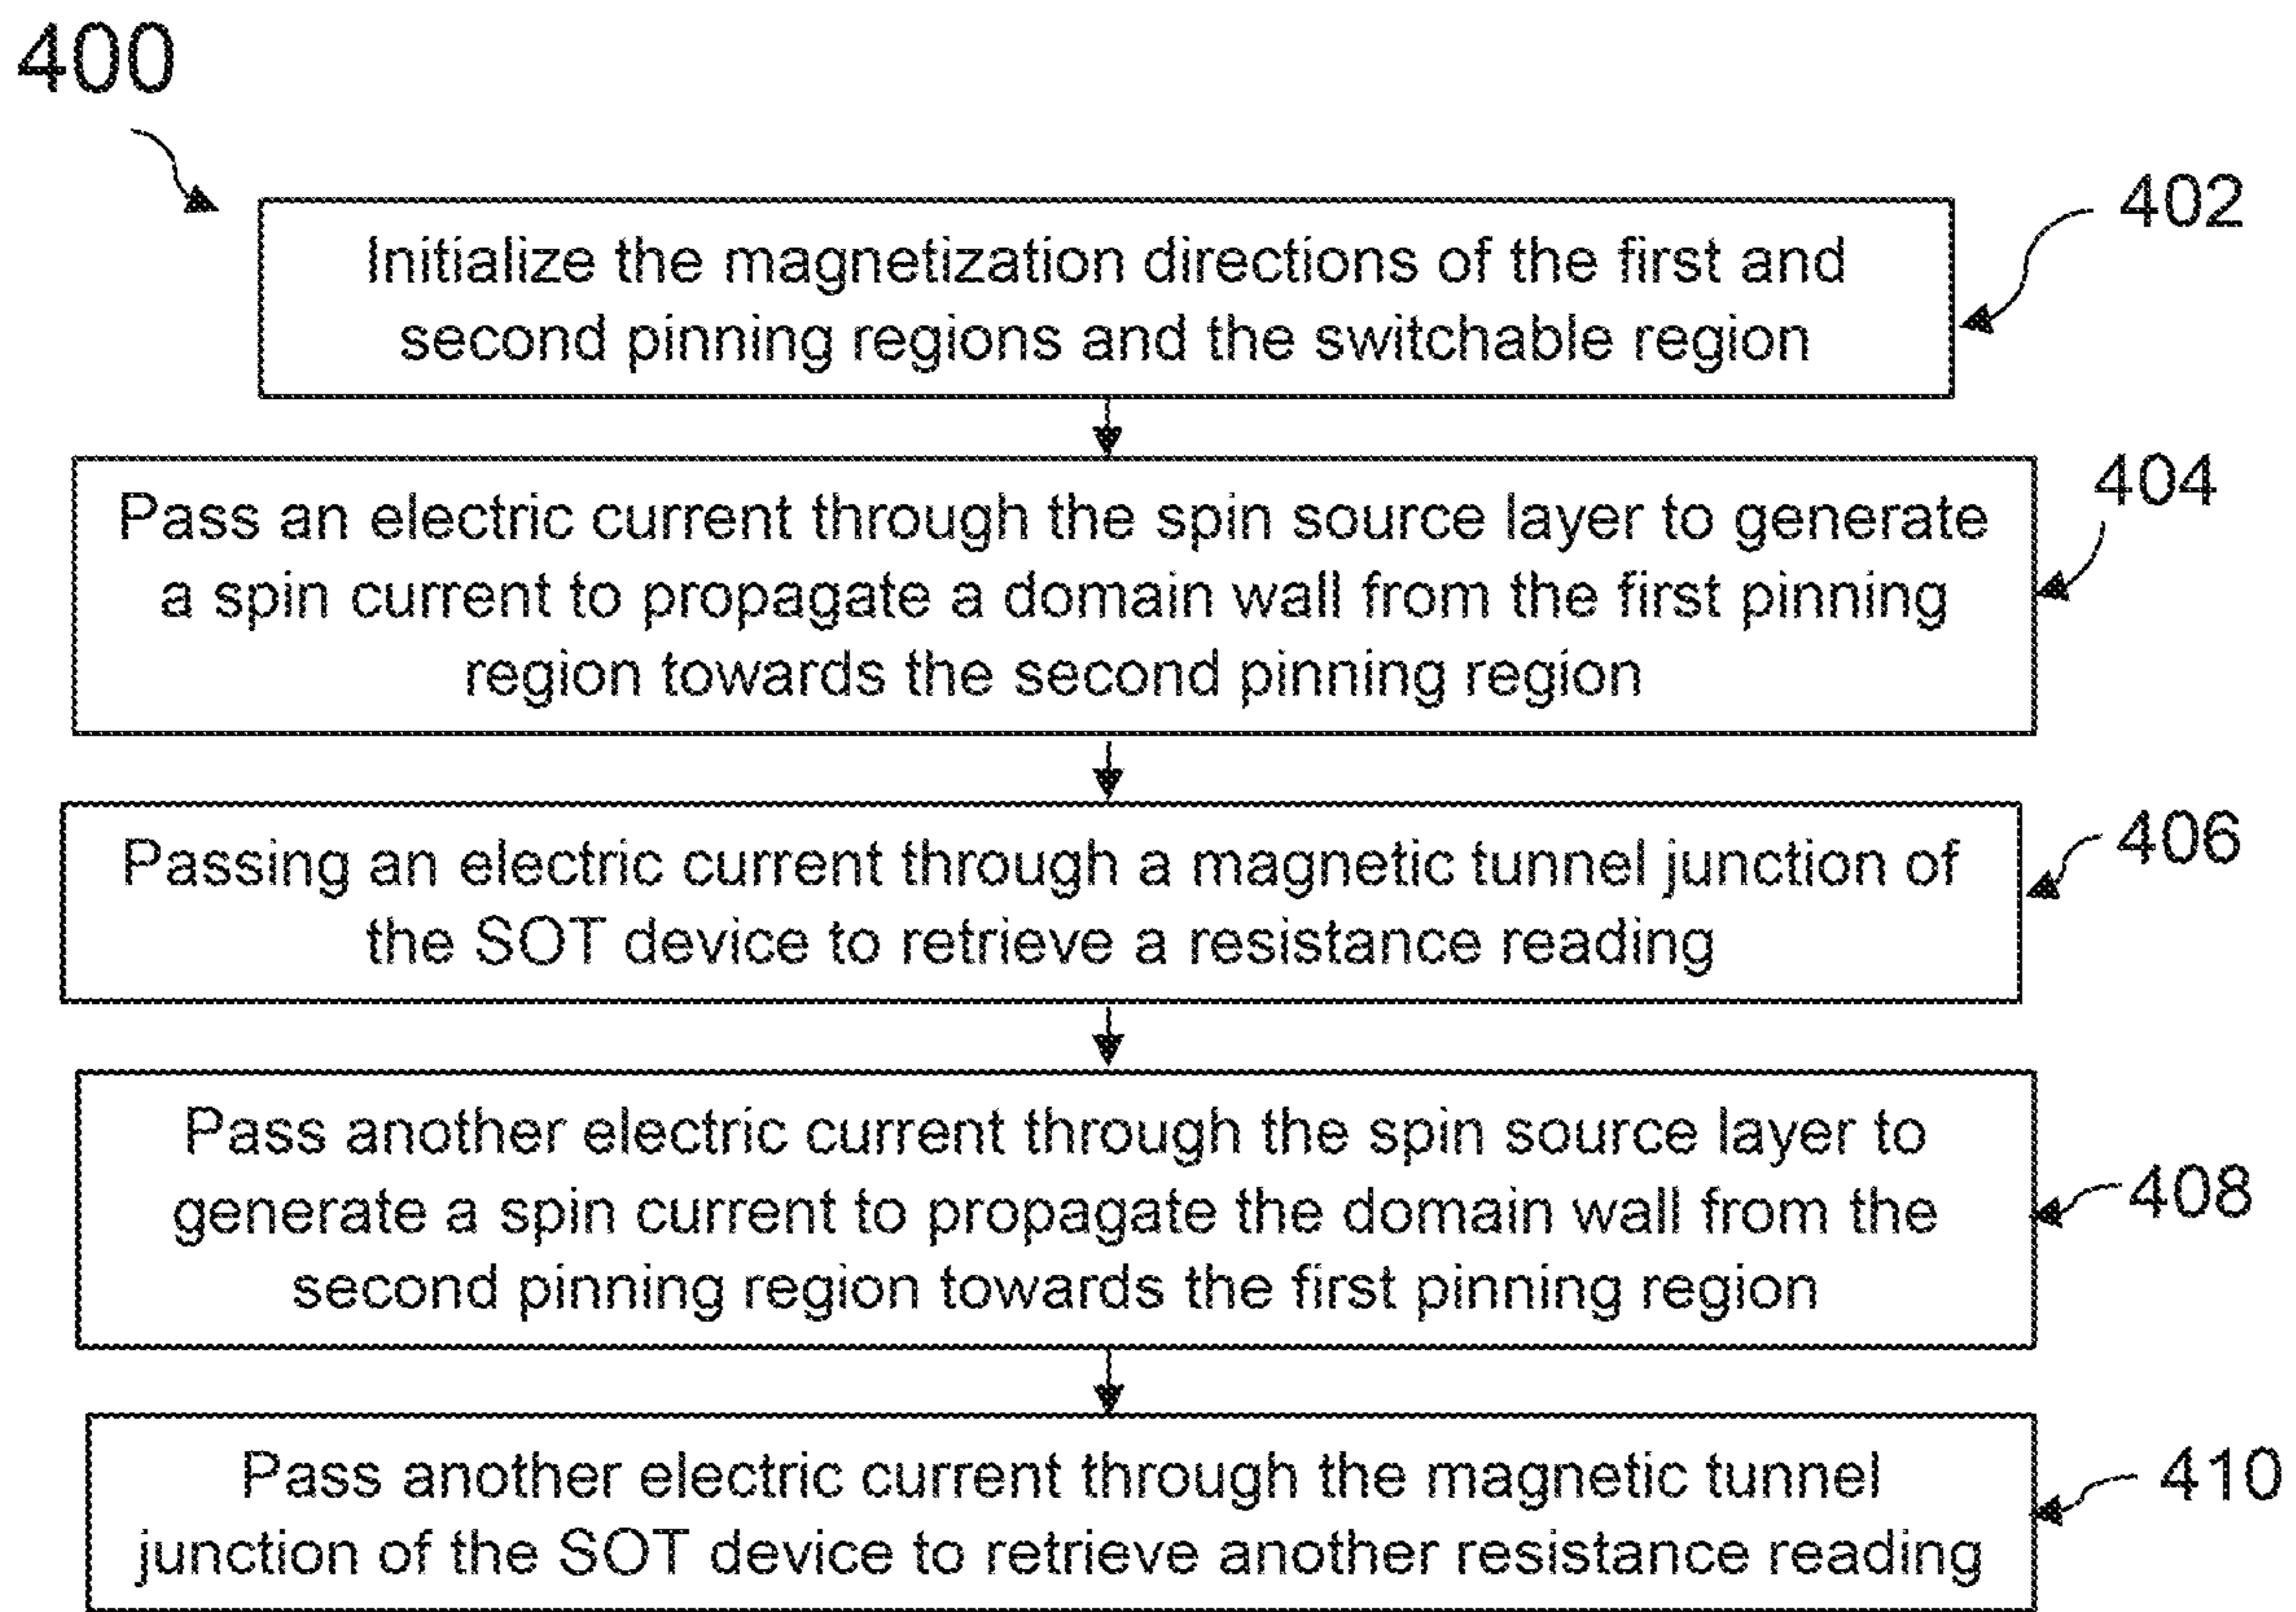 400
402
Initialize the magnetization directions of the first and
second pinning regions and the switchable region
404
Pass an electric current through the spin source layer to generate
a spin current to propagate a domain wall from the first pinning
region towards the second pinning region
406
Passing an electric current through a magnetic tunnel junction of
the SOT device to retrieve a resistance reading
408
Pass another electric current through the spin source layer to
generate a spin current to propagate the domain wall from the
second pinning region towards the first pinning region
410
Pass another electric current through the magnetic tunnel
junction of the SOT device to retrieve another resistance reading